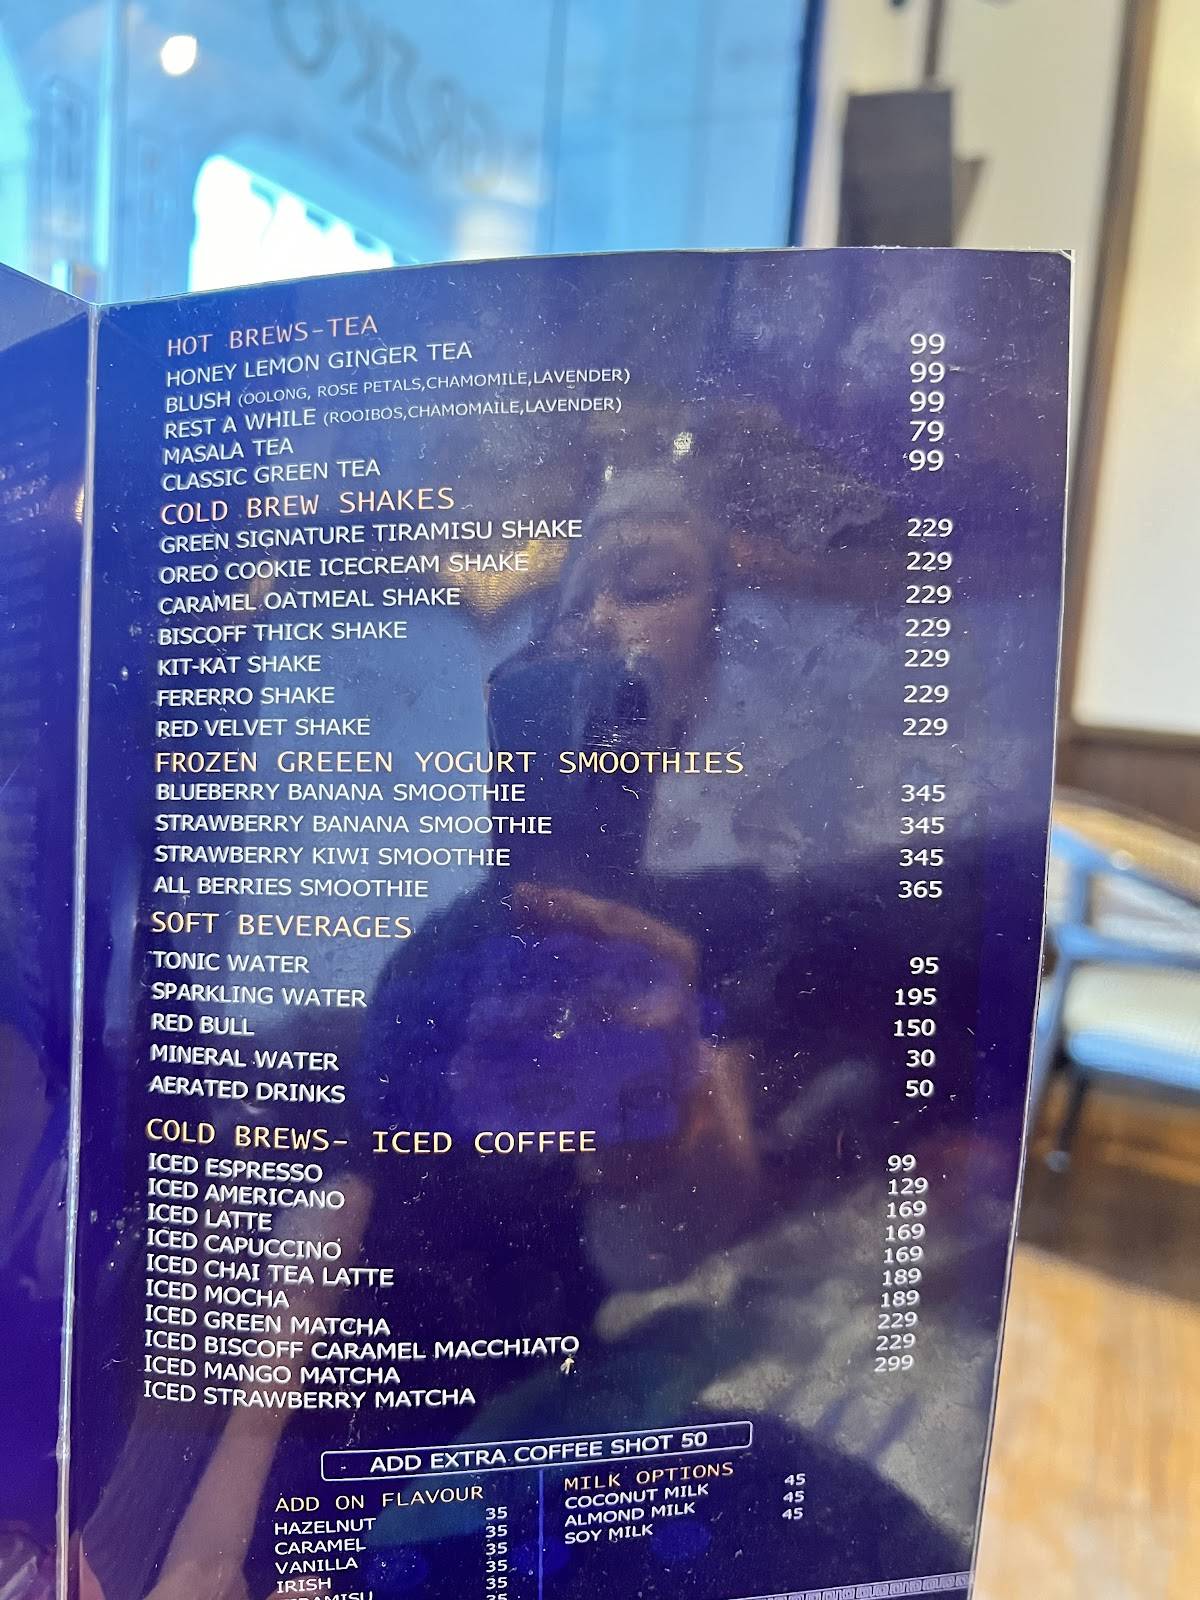 HOT BREWS-TEA
HONEY LEMON GINGER TEA 99
BLUSH (OOLONG, ROSE PETALS,CHAMOMILE,LAVENDER) 99
REST A WHILE (ROOIBOS,CHAMOMAILE,LAVENDER) 99
MASALA TEA 79
CLASSIC GREEN TEA 99
COLD BREW SHAKES
GREEN SIGNATURE TIRAMISU SHAKE 229
OREO COOKIE ICECREAM SHAKE 229
CARAMEL OATMEAL SHAKE 229
BISCOFF THICK SHAKE 229
KIT-KAT SHAKE 229
FERERRO SHAKE 229
RED VELVET SHAKE 229
FROZEN GREEEN YOGURT SMOOTHIES
BLUEBERRY BANANA SMOOTHIE 345
STRAWBERRY BANANA SMOOTHIE 345
STRAWBERRY KIWI SMOOTHIE 345
ALL BERRIES SMOOTHIE 365
SOFT BEVERAGES
TONIC WATER 95
SPARKLING WATER 195
RED BULL 150
MINERAL WATER 30
AERATED DRINKS 50
COLD BREWS- ICED COFFEE
ICED ESPRESSO 99
ICED AMERICANO 129
ICED LATTE 169
ICED CAPUCCINO 169
ICED CHAI TEA LATTE 169
ICED MOCHA 189
ICED GREEN MATCHA 189
ICED BISCOFF CARAMEL MACCHIATO 229
ICED MANGO MATCHA 229
ICED STRAWBERRY MATCHA 299
ADD EXTRA COFFEE SHOT 50
ADD ON FLAVOUR
HAZELNUT 35
CARAMEL 35
VANILLA 35
IRISH 35
35
35
MILK OPTIONS
COCONUT MILK 45
ALMOND MILK 45
SOY MILK 45